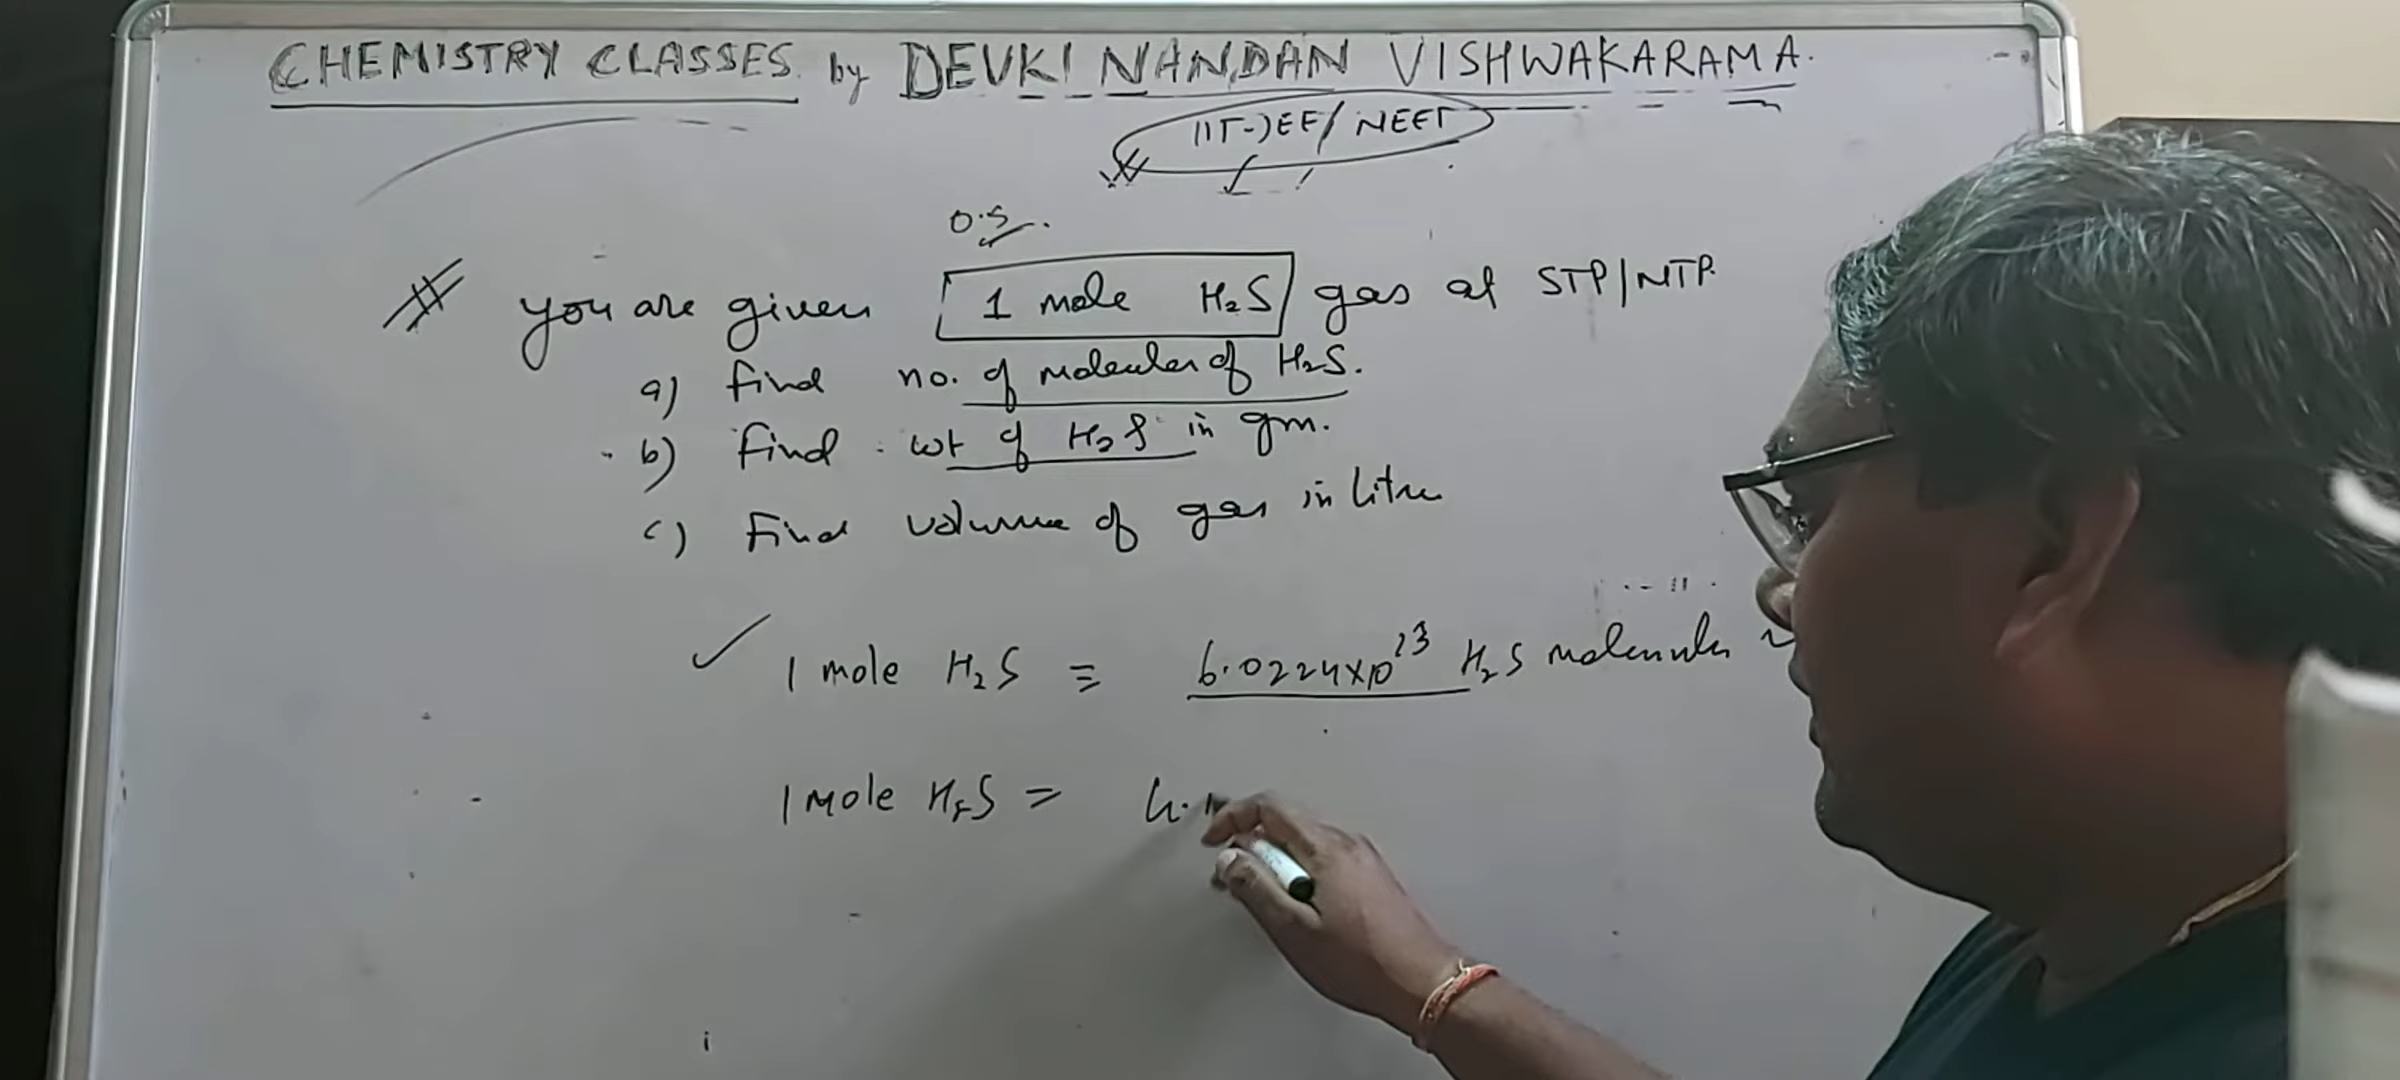 CHEMISTRY CLASSES by DEVKI NANDAN VISHWAKARAMA.
IIT-JEE/ NEET
0.5
you are given 1 mole H₂S gas at STP/NTP.
a) find no. of molecules of H₂S.
b) find wt of H₂S in gm.
c) Find volume of gas in litre
1 mole H₂S ≡ 6.0224×10²³ H₂S molecules
1 Mole H₂S =